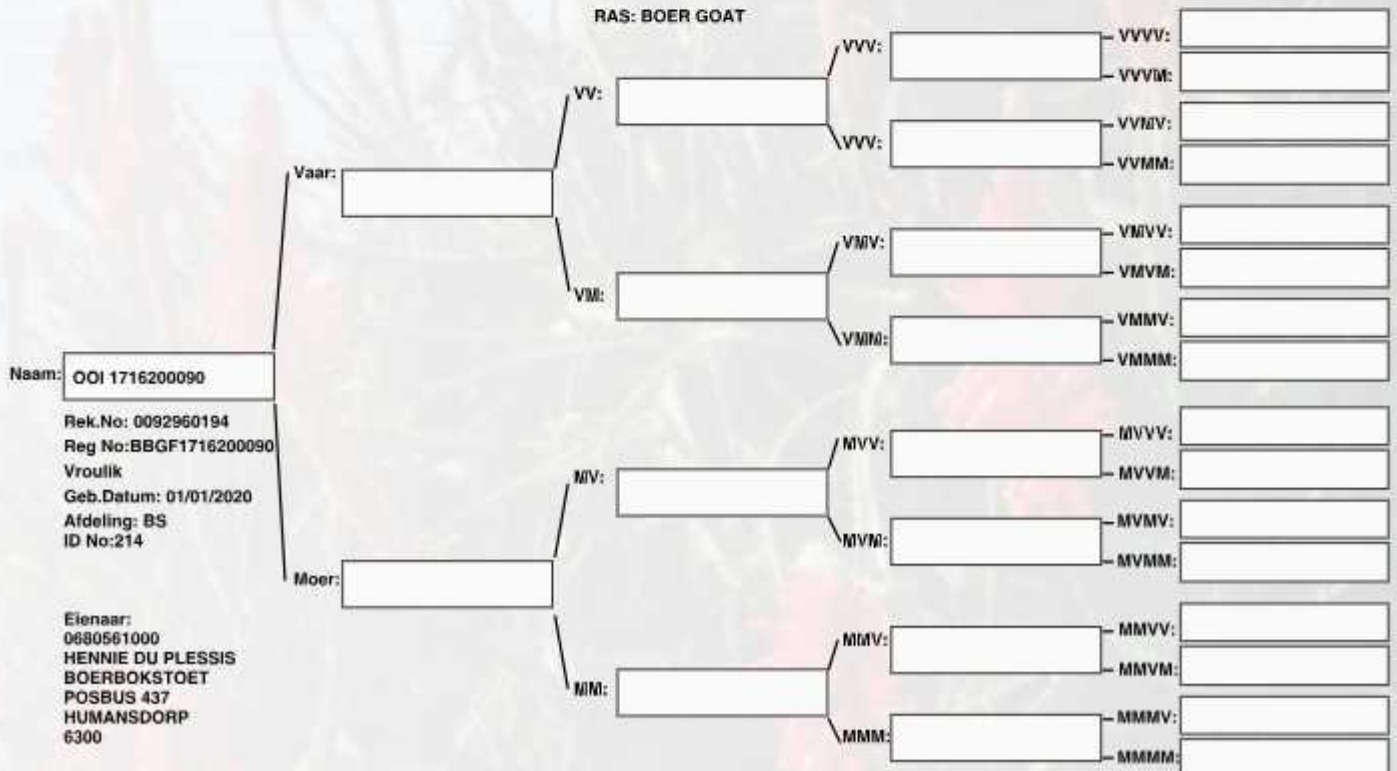 RAS: BOER GOAT
Naam: OOI 1716200090
Rek.No: 0092960194
Reg No:BBGF1716200090
Vroulik
Geb.Datum: 01/01/2020
Afdeling: BS
ID No:214
Eienaar:
0680561000
HENNIE DU PLESSIS
BOERBOKSTOET
POSBUS 437
HUMANSDORP
6300
Vaar:
Moer:
VV:
VM:
MV:
MM:
VVV:
VVV:
VMV:
VMM:
MVV:
MVM:
MMV:
MMM:
VVVV:
VVVM:
VVMV:
VVMM:
VMVV:
VMVM:
VMMV:
VMMM:
MVVV:
MVVM:
MVMV:
MVMM:
MMVV:
MMVM:
MMMV:
MMMM: